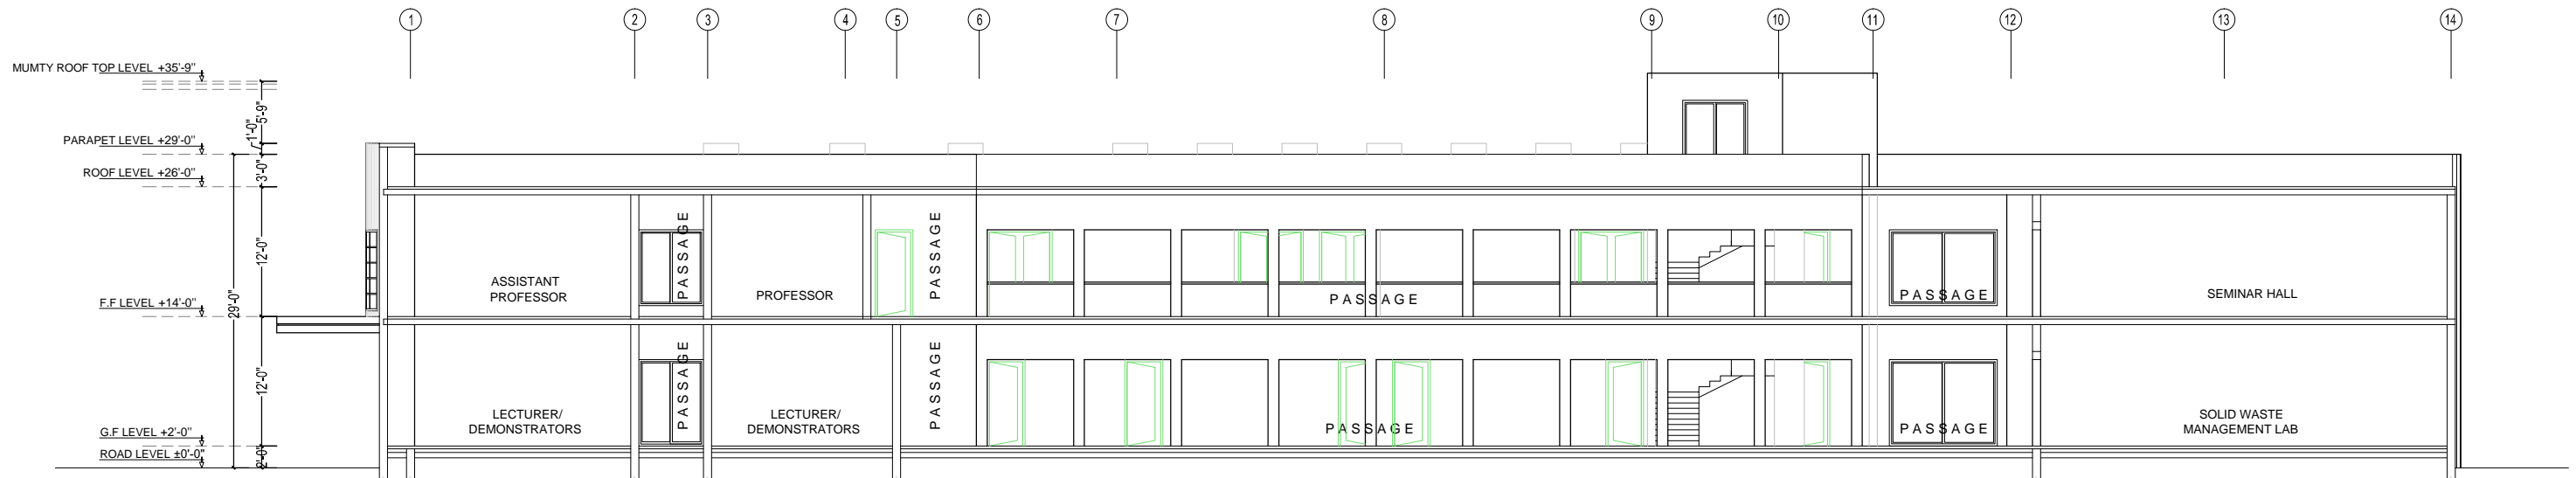 1 2 3 4 5 6 7 8 9 10 11 12 13 14
MUMTY ROOF TOP LEVEL +35'-9"
5'-9"
1'-0"
PARAPET LEVEL +29'-0"
3'-0"
ROOF LEVEL +26'-0"
12'-0"
29'-0"
F.F LEVEL +14'-0"
12'-0"
G.F LEVEL +2'-0"
ROAD LEVEL ±0'-0"
2'-0"
ASSISTANT
PROFESSOR
PASSAGE
PROFESSOR
PASSAGE
PASSAGE
PASSAGE
SEMINAR HALL
LECTURER/
DEMONSTRATORS
PASSAGE
LECTURER/
DEMONSTRATORS
PASSAGE
PASSAGE
PASSAGE
SOLID WASTE
MANAGEMENT LAB